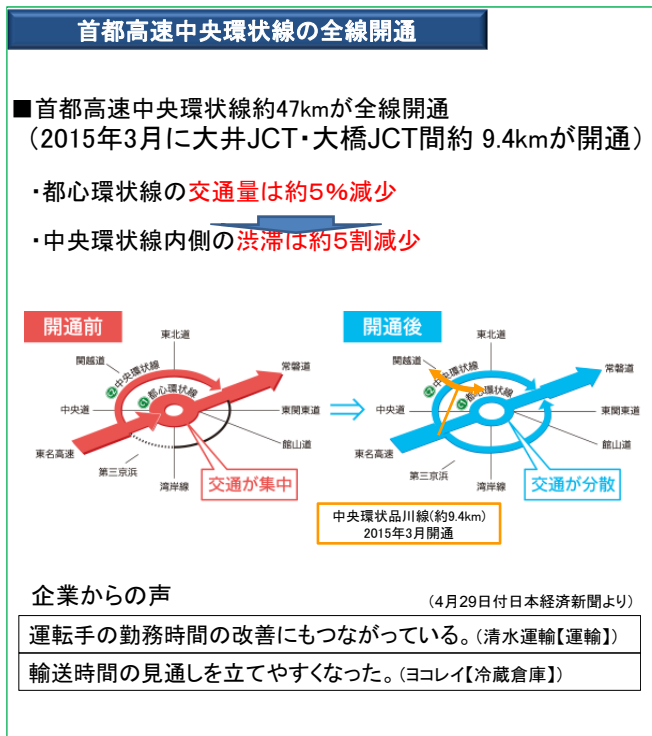 首都高速中央環状線の全線開通
■首都高速中央環状線約47kmが全線開通
（2015年3月に大井JCT・大橋JCT間約 9.4kmが開通）
・都心環状線の交通量は約5％減少
・中央環状線内側の渋滞は約5割減少
開通前
東北道
関越道
常磐道
C2中央環状線
C1都心環状線
中央道
東関東道
東名高速
館山道
第三京浜
湾岸線
交通が集中
開通後
東北道
関越道
常磐道
C2中央環状線
C1都心環状線
中央道
東関東道
東名高速
館山道
第三京浜
湾岸線
交通が分散
中央環状品川線(約9.4km)
2015年3月開通
企業からの声
（4月29日付日本経済新聞より）
運転手の勤務時間の改善にもつながっている。（清水運輸【運輸】）
輸送時間の見通しを立てやすくなった。（ヨコレイ【冷蔵倉庫】）